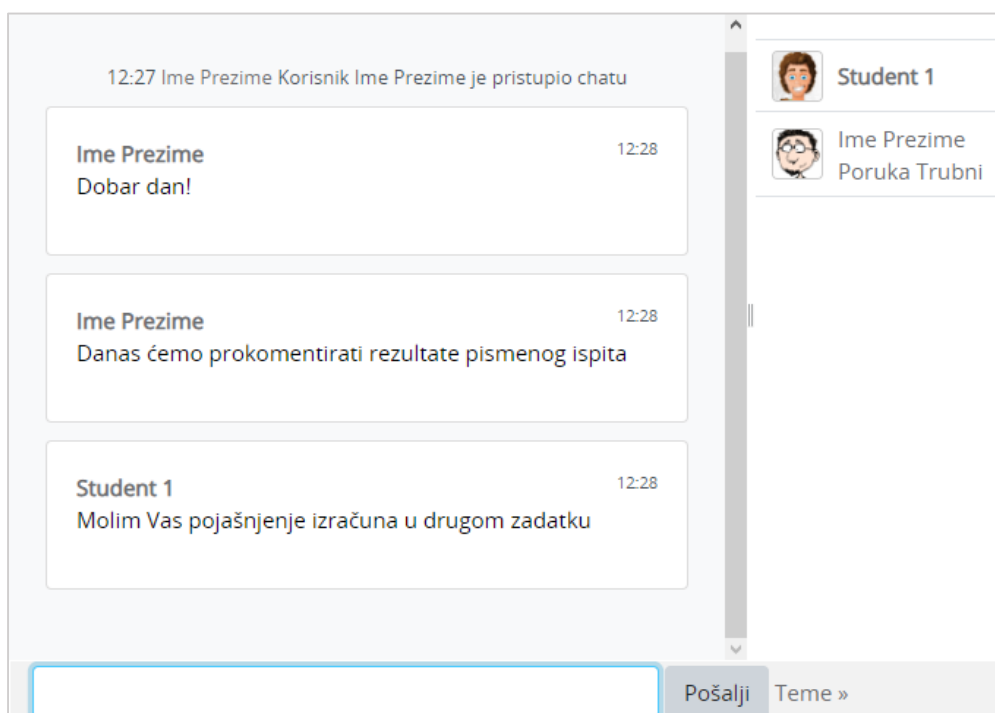 12:27 Ime Prezime Korisnik Ime Prezime je pristupio chatu
Ime Prezime 12:28
Dobar dan!
Ime Prezime 12:28
Danas ćemo prokomentirati rezultate pismenog ispita
Student 1 12:28
Molim Vas pojašnjenje izračuna u drugom zadatku
Pošalji Teme »
Student 1
Ime Prezime
Poruka Trubni